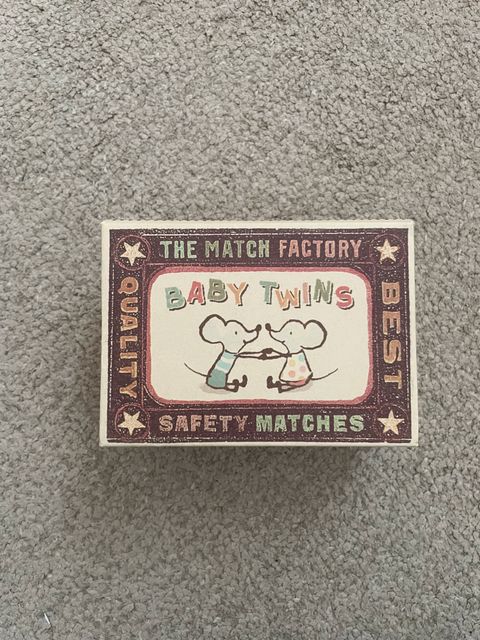 THE MATCH FACTORY
QUALITY
BABY TWINS
BEST
SAFETY MATCHES